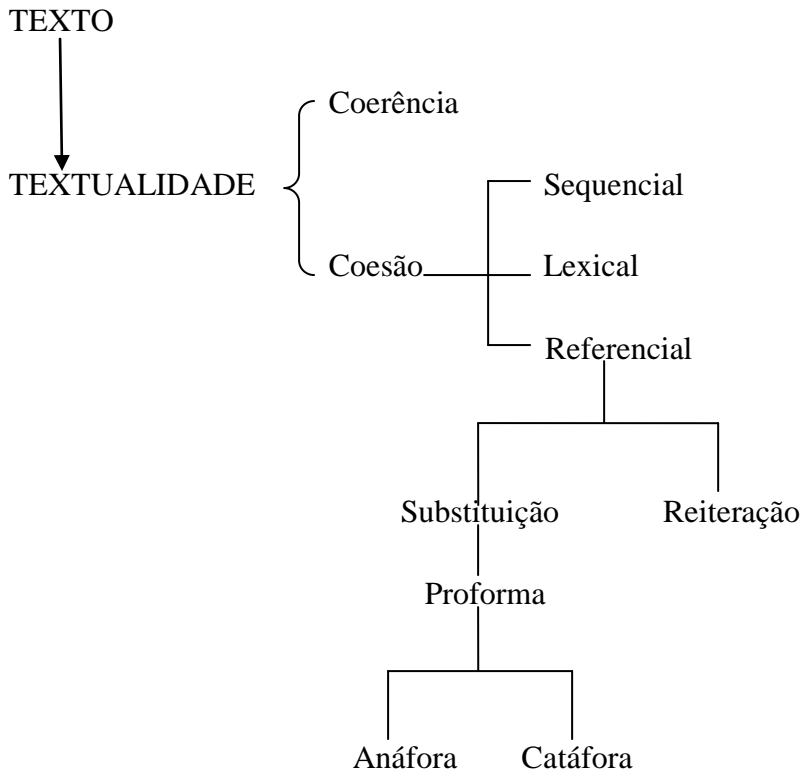 TEXTO
Coerência
TEXTUALIDADE
Sequencial
Coesão
Lexical
Referencial
Substituição
Reiteração
Proforma
Anáfora
Catáfora